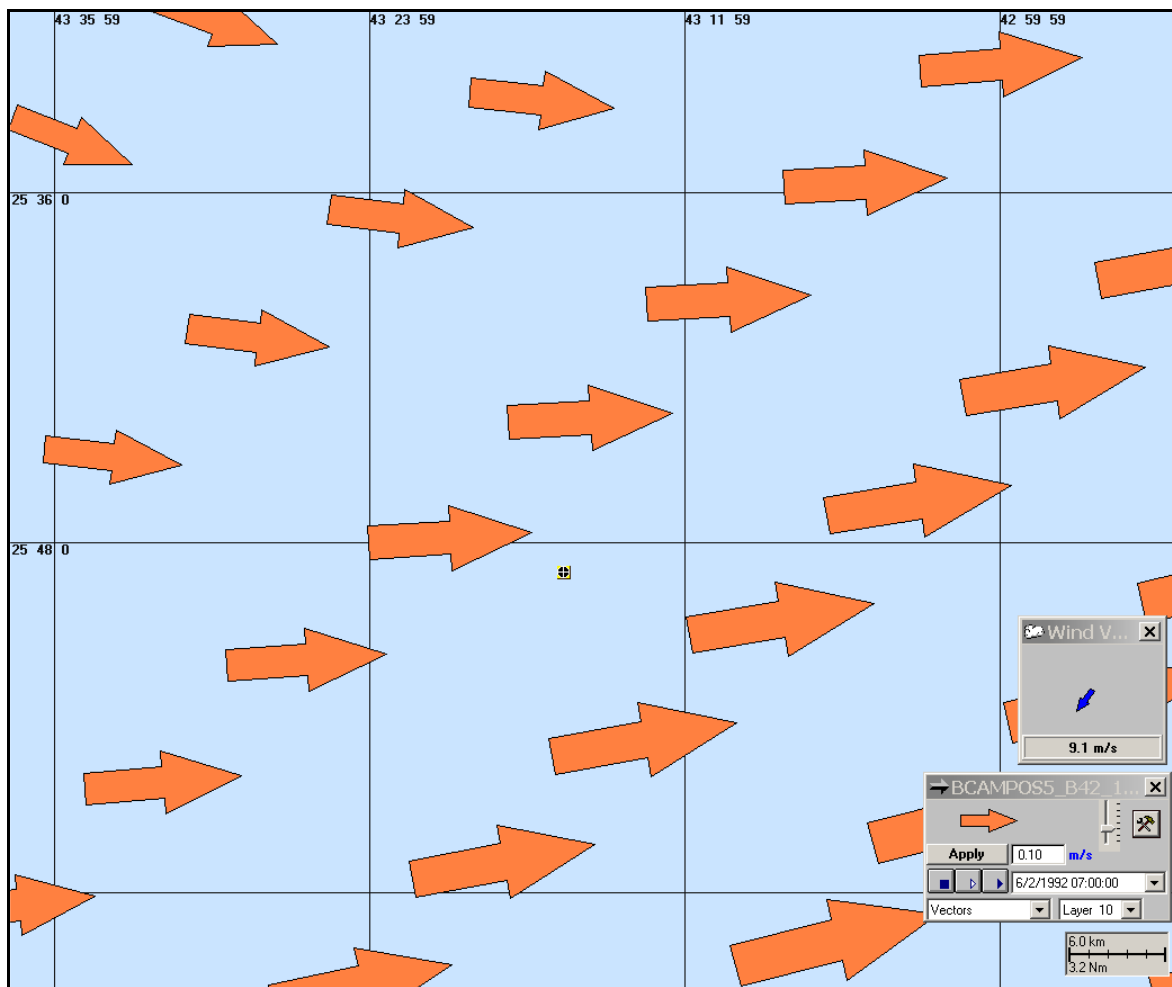 43 35 59
43 23 59
43 11 59
42 59 59
25 36 0
25 48 0
Wind V...
9.1 m/s
BCAMPOS5_B42_1...
Apply
0.10
m/s
6/2/1992 07:00:00
Vectors
Layer 10
6.0 km
3.2 Nm